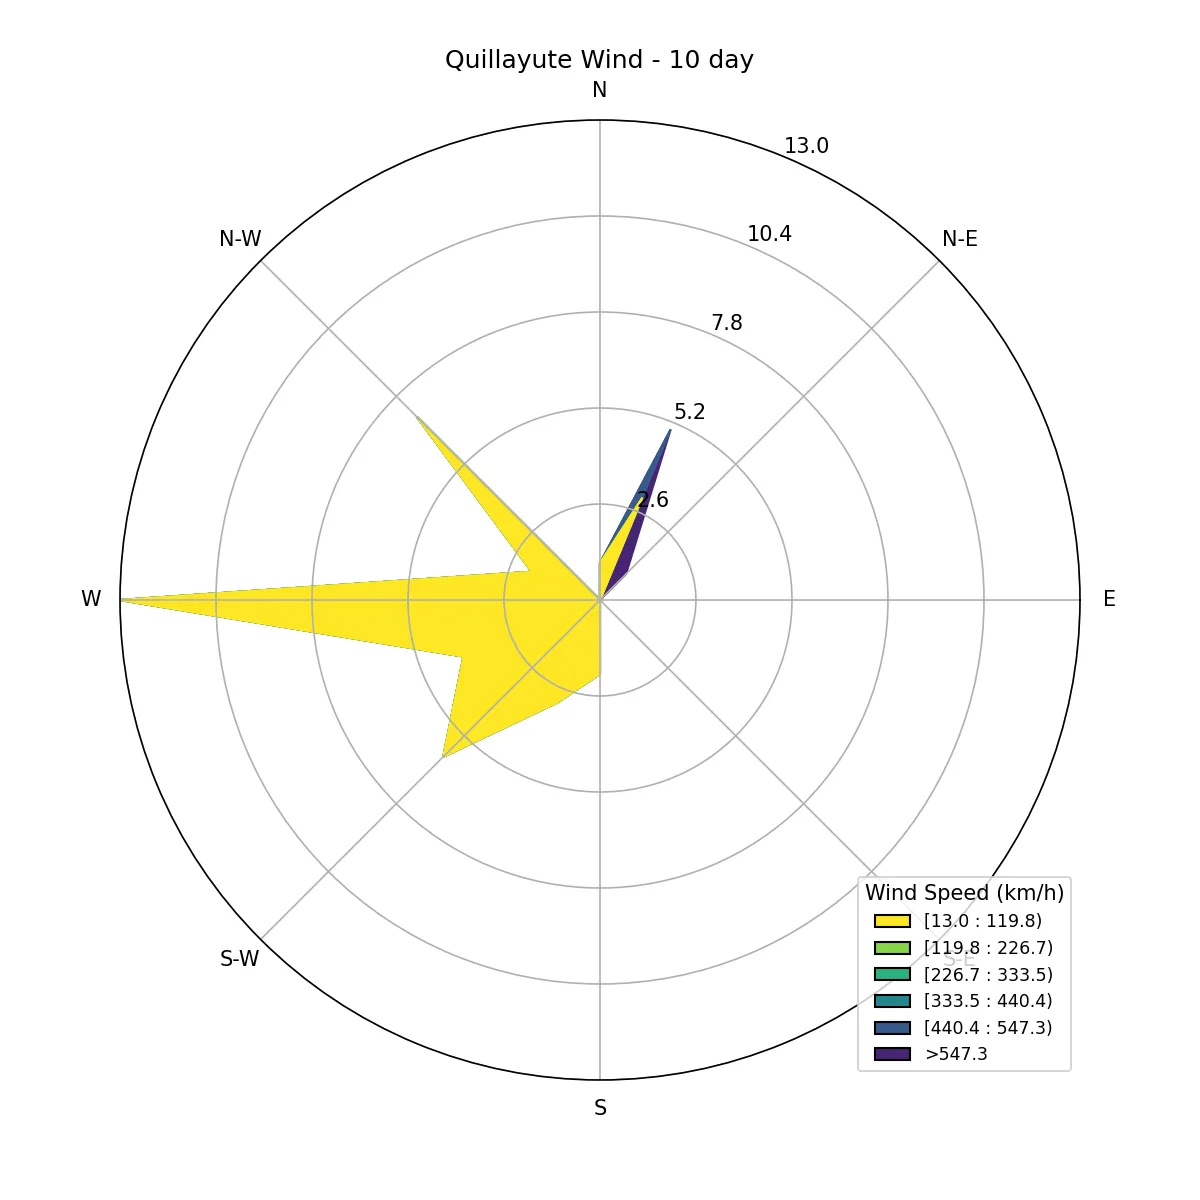 Quillayute Wind - 10 day
N
13.0
10.4
N-W
N-E
7.8
5.2
2.6
W
E
Wind Speed (km/h)
[13.0 : 119.8)
[119.8 : 226.7)
S-W
S-E
[226.7 : 333.5)
[333.5 : 440.4)
[440.4 : 547.3)
>547.3
S